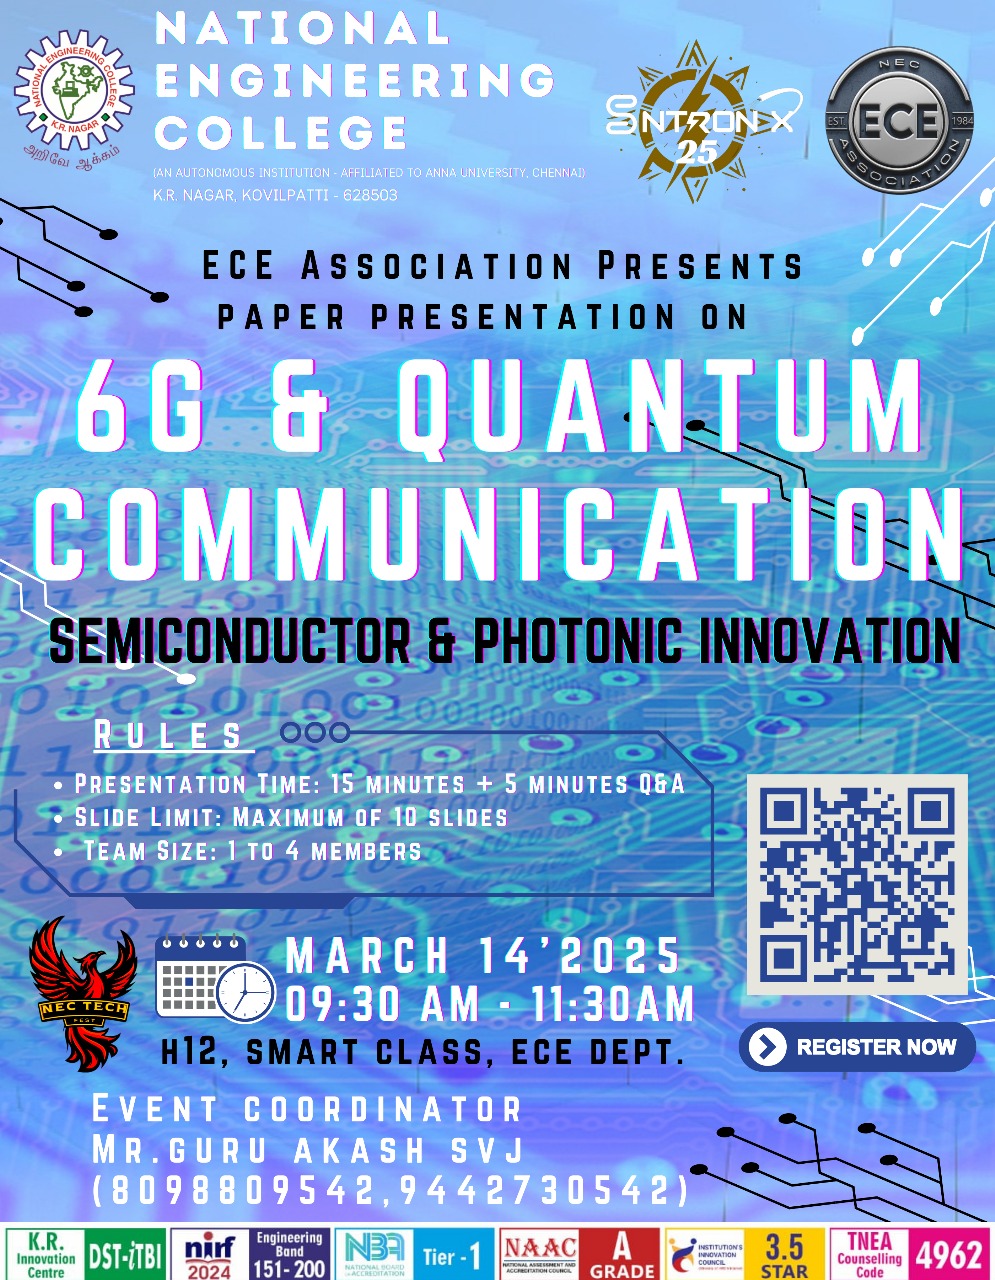 NATIONAL
ENGINEERING
COLLEGE
(AN AUTONOMOUS INSTITUTION - AFFILIATED TO ANNA UNIVERSITY, CHENNAI)
K.R. NAGAR, KOVILPATTI - 628503
NATIONAL ENGINEERING COLLEGE
K.R. NAGAR
அறிவே ஆக்கம்
SNTRON X
25
NEC
EST ECE 1984
ASSOCIATION
ECE ASSOCIATION PRESENTS
PAPER PRESENTATION ON
6G & QUANTUM
COMMUNICATION
SEMICONDUCTOR & PHOTONIC INNOVATION
RULES
• PRESENTATION TIME: 15 MINUTES + 5 MINUTES Q&A
• SLIDE LIMIT: MAXIMUM OF 10 SLIDES
• TEAM SIZE: 1 TO 4 MEMBERS
NEC TECH
FEST
MARCH 14'2025
09:30 AM - 11:30AM
H12, SMART CLASS, ECE DEPT.
REGISTER NOW
EVENT COORDINATOR
MR.GURU AKASH SVJ
(8098809542,9442730542)
K.R.
Innovation
Centre
DST-iTBI
nirf
2024
Engineering
Band
151- 200
NBA
NATIONAL BOARD
of ACCREDITATION
Tier -1
NAAC
NATIONAL ASSESSMENT AND
ACCREDITATION COUNCIL
A
GRADE
INSTITUTION'S
INNOVATION
COUNCIL
3.5
STAR
TNEA
Counselling
Code
4962